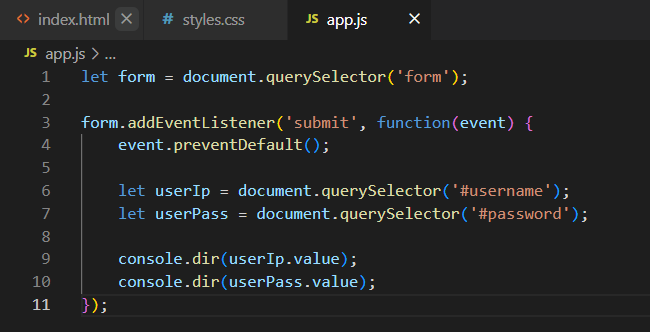 <> index.html ×
# styles.css
JS app.js ×
JS app.js > ...
1 let form = document.querySelector('form');
2
3 form.addEventListener('submit', function(event) {
4     event.preventDefault();
5
6     let userIp = document.querySelector('#username');
7     let userPass = document.querySelector('#password');
8
9     console.dir(userIp.value);
10     console.dir(userPass.value);
11 });